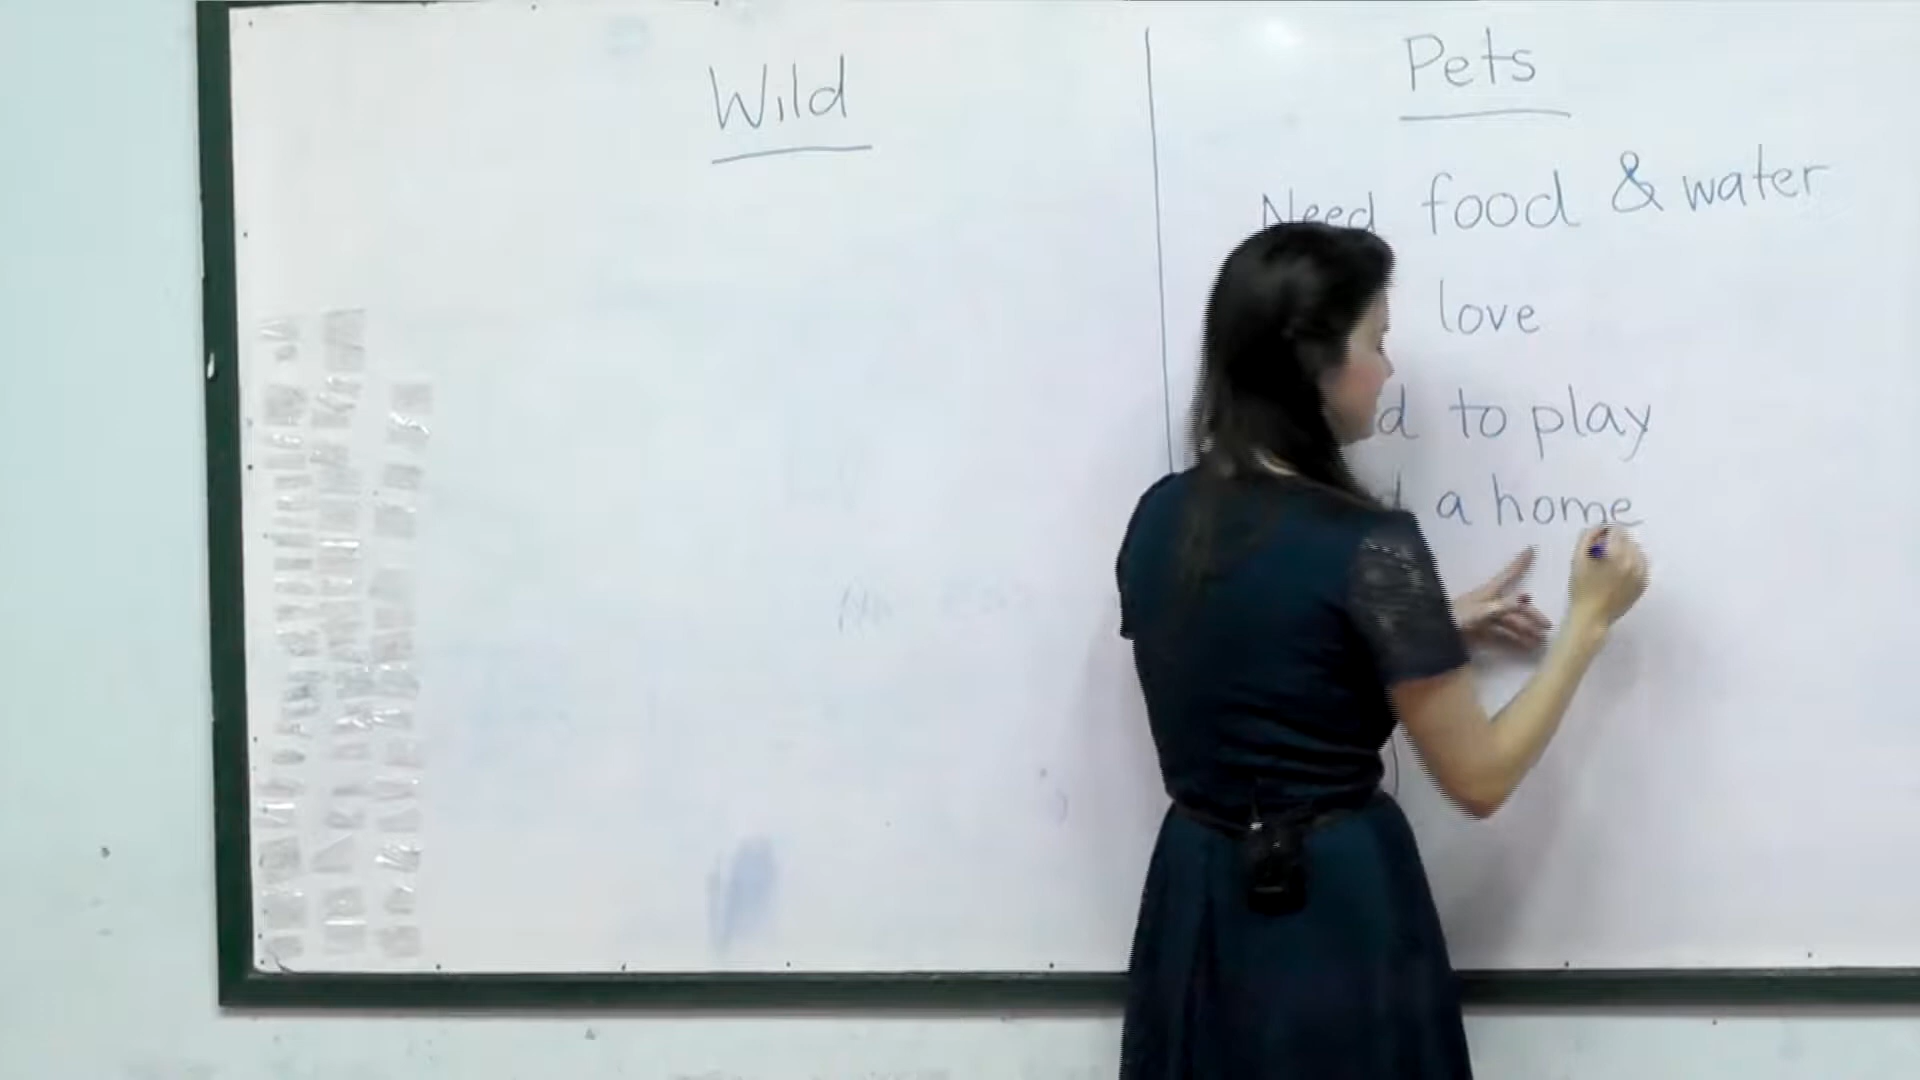 Wild
Pets
Need food & water
love
to play
a home